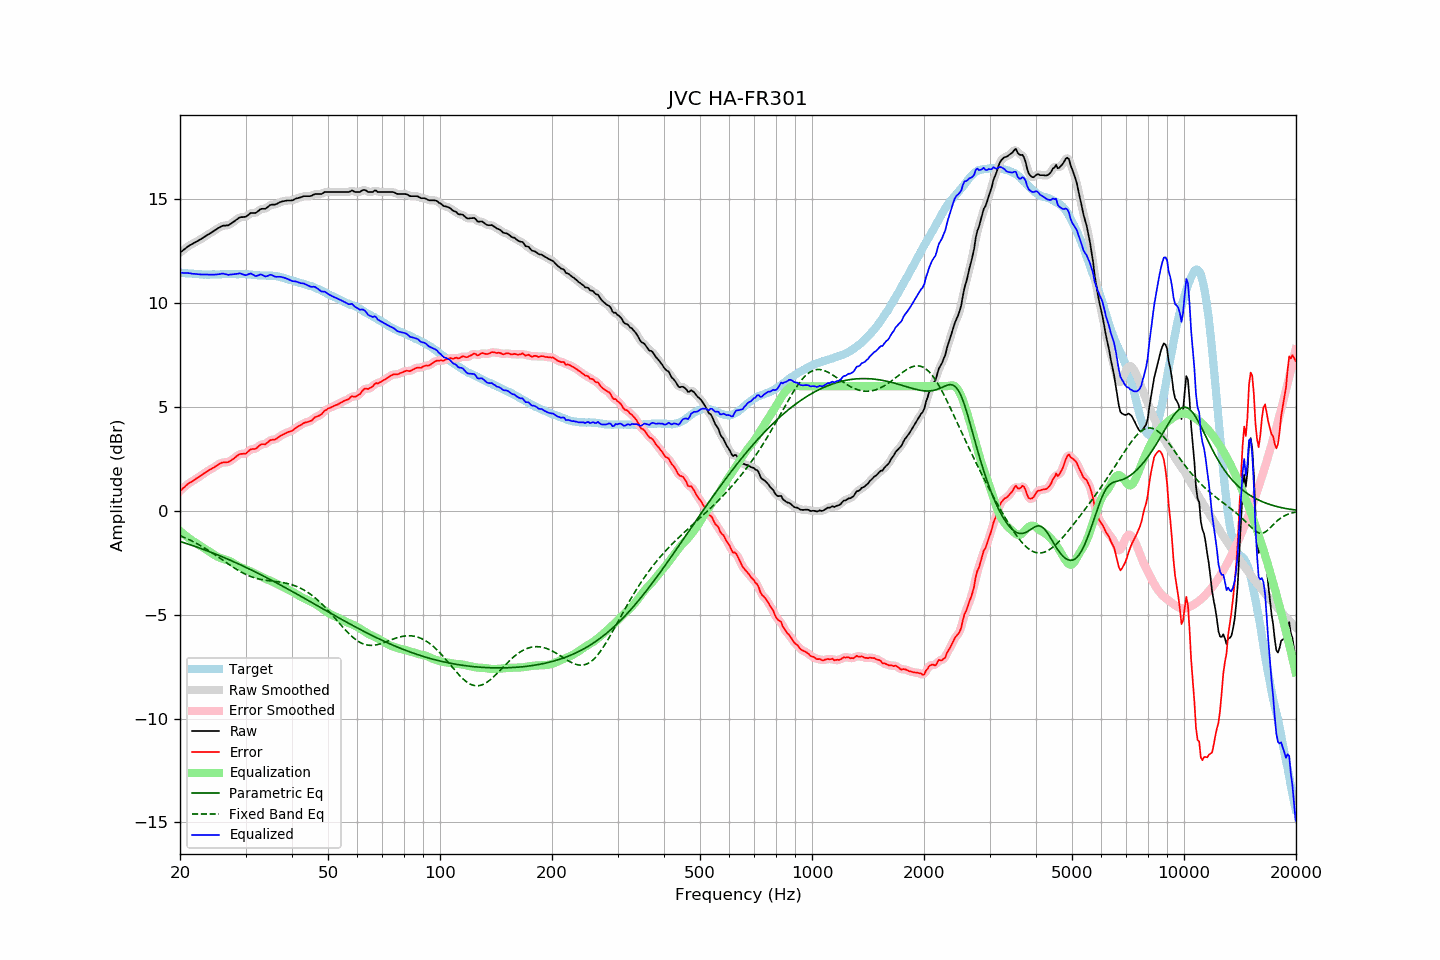 JVC HA-FR301
Amplitude (dBr)
15
10
5
0
−5
−10
−15
Target
Raw Smoothed
Error Smoothed
Raw
Error
Equalization
Parametric Eq
Fixed Band Eq
Equalized
20 50 100 200 500 1000 2000 5000 10000 20000
Frequency (Hz)